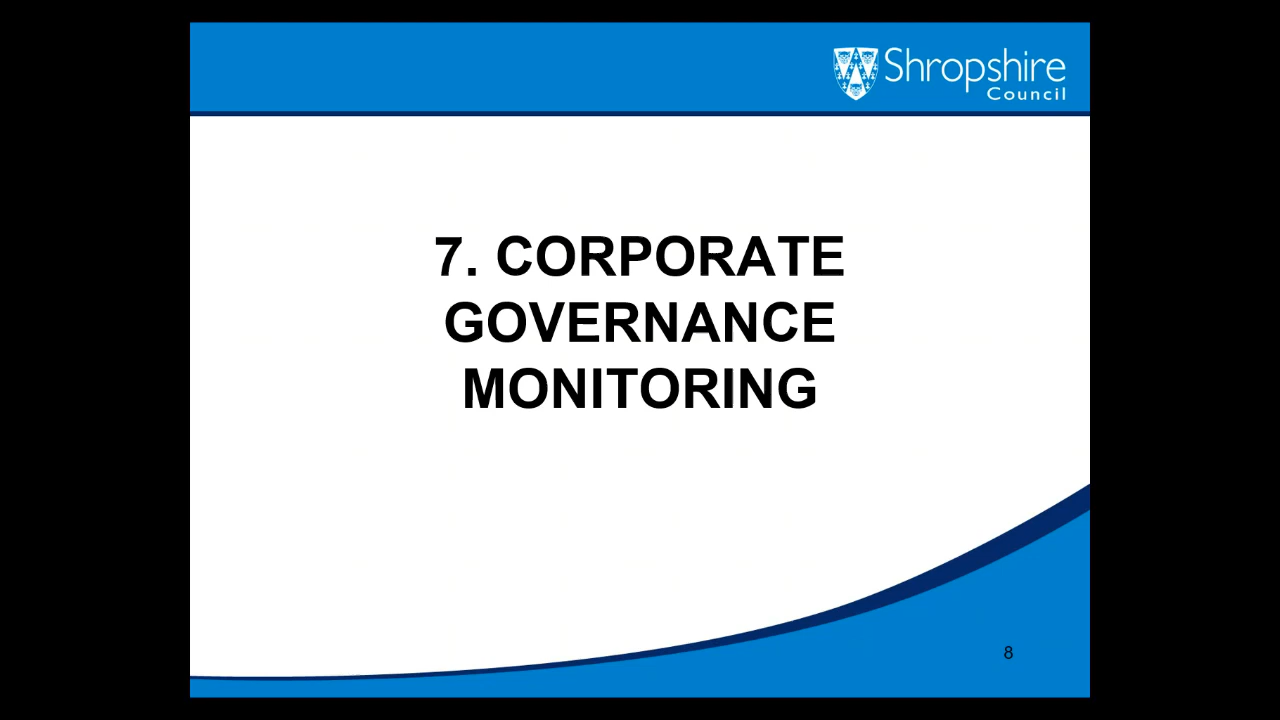 Shropshire
Council
7. CORPORATE
GOVERNANCE
MONITORING
8